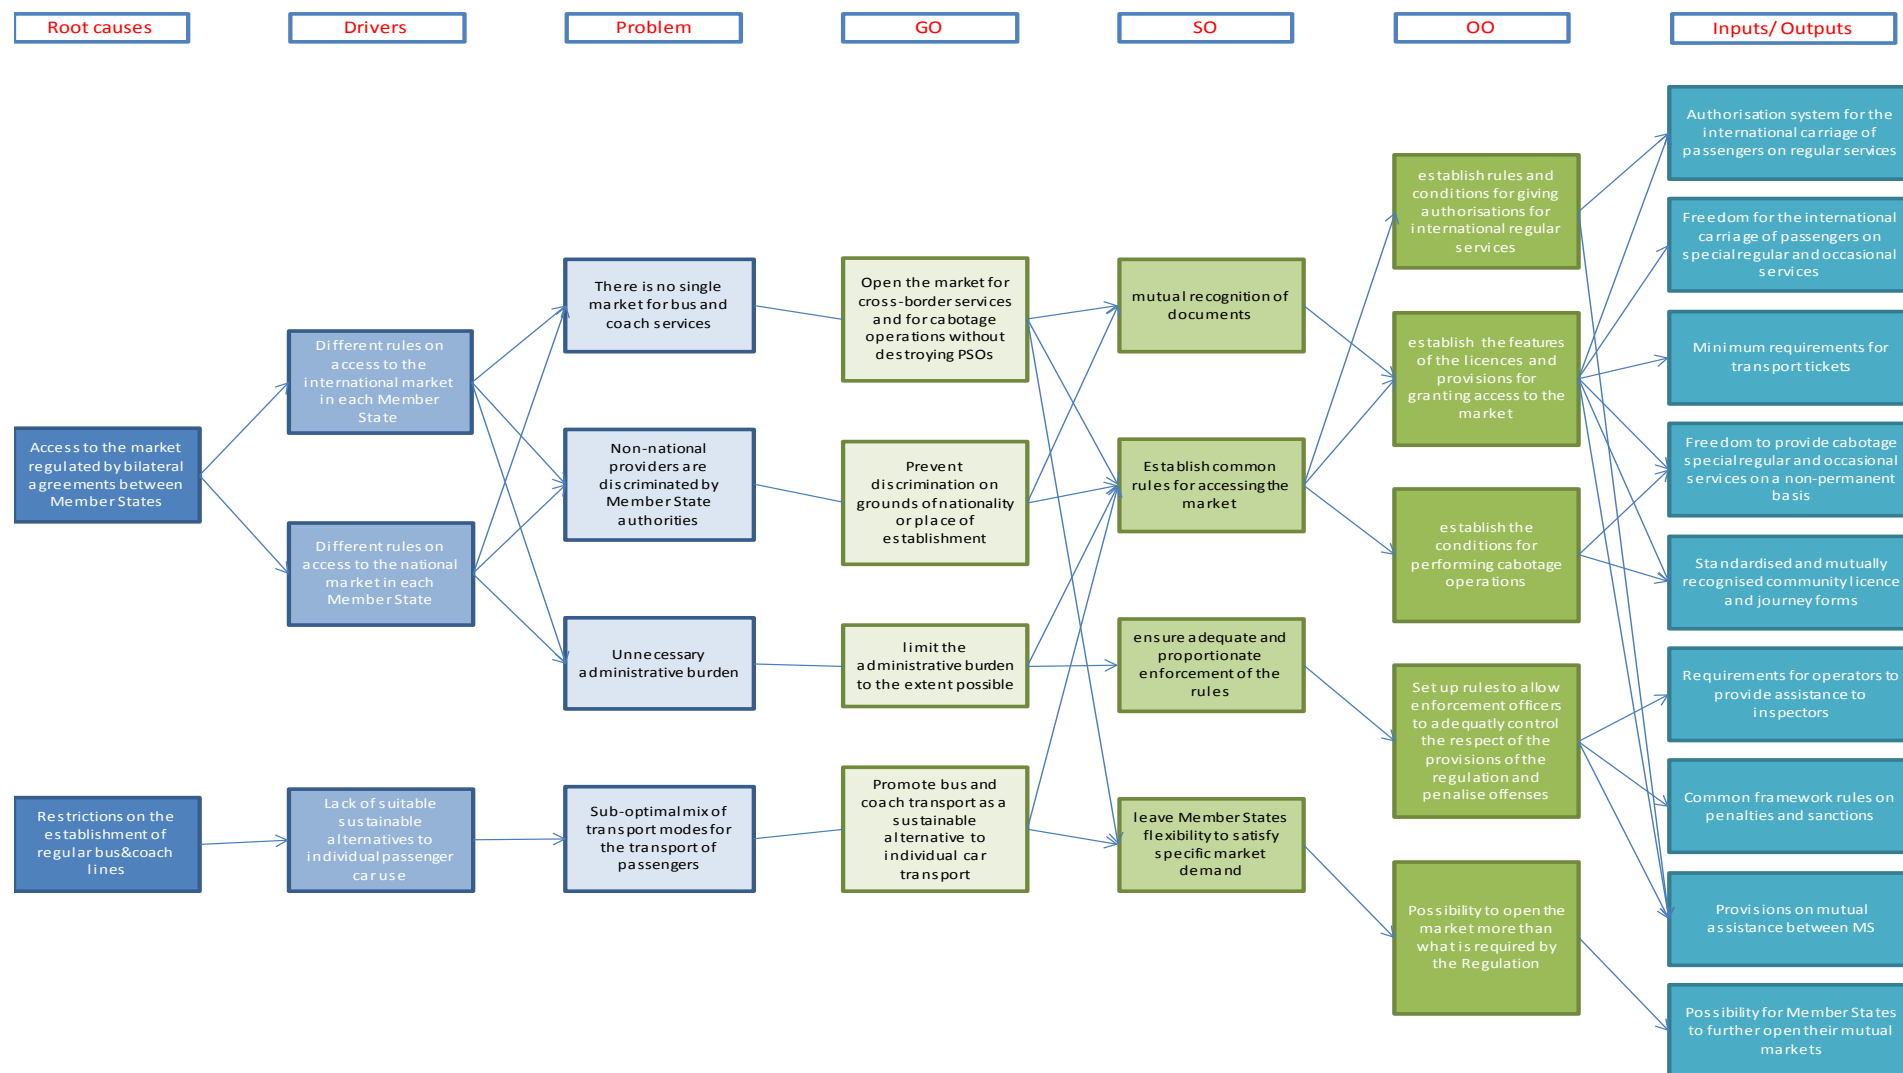 Root causes
Drivers
Problem
GO
SO
OO
Inputs/ Outputs
Access to the market
regulated by bilateral
agreements between
Member States
Restrictions on the
establishment of
regular bus&coach
lines
Different rules on
access to the
international market
in each Member
State
Different rules on
access to the national
market in each
Member State
Lack of suitable
sustainable
alternatives to
individual passenger
car use
There is no single
market for bus and
coach services
Non-national
providers are
discriminated by
Member State
authorities
Unnecessary
administrative burden
Sub-optimal mix of
transport modes for
the transport of
passengers
Open the market for
cross-border services
and for cabotage
operations without
destroying PSOs
Prevent
discrimination on
grounds of nationality
or place of
establishment
limit the
administrative burden
to the extent possible
Promote bus and
coach transport as a
sustainable
alternative to
individual car
transport
mutual recognition of
documents
Establish common
rules for accessing the
market
ensure adequate and
proportionate
enforcement of the
rules
leave Member States
flexibility to satisfy
specific market
demand
establish rules and
conditions for giving
authorisations for
international regular
services
establish the features
of the licences and
provisions for
granting access to the
market
establish the
conditions for
performing cabotage
operations
Set up rules to allow
enforcement officers
to adequatly control
the respect of the
provisions of the
regulation and
penalise offenses
Possibility to open the
market more than
what is required by
the Regulation
Authorisation system for the
international carriage of
passengers on regular services
Freedom for the international
carriage of passengers on
special regular and occasional
services
Minimum requirements for
transport tickets
Freedom to provide cabotage
special regular and occasional
services on a non-permanent
basis
Standardised and mutually
recognised community licence
and journey forms
Requirements for operators to
provide assistance to
inspectors
Common framework rules on
penalties and sanctions
Provisions on mutual
assistance between MS
Possibility for Member States
to further open their mutual
markets